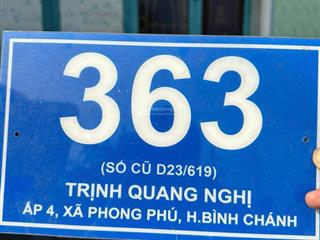 363
(SỐ CŨ D23/619)
TRỊNH QUANG NGHỊ
ẤP 4, XÃ PHONG PHÚ, H.BÌNH CHÁNH